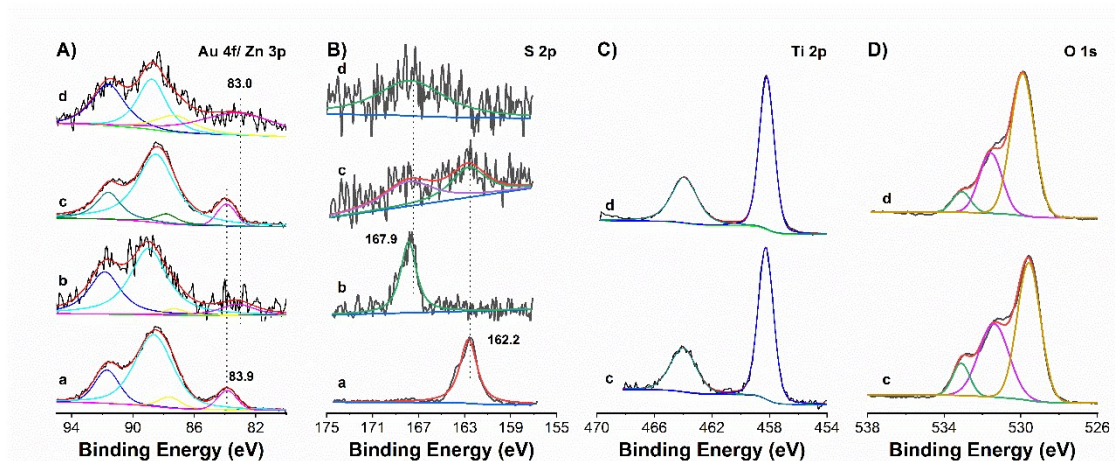 A) Au 4f/ Zn 3p
83.0
d
c
b
a
83.9
94 90 86 82
Binding Energy (eV)
B) S 2p
d
c
167.9
b
162.2
a
175 171 167 163 159 155
Binding Energy (eV)
C) Ti 2p
d
c
470 466 462 458 454
Binding Energy (eV)
D) O 1s
d
c
538 534 530 526
Binding Energy (eV)